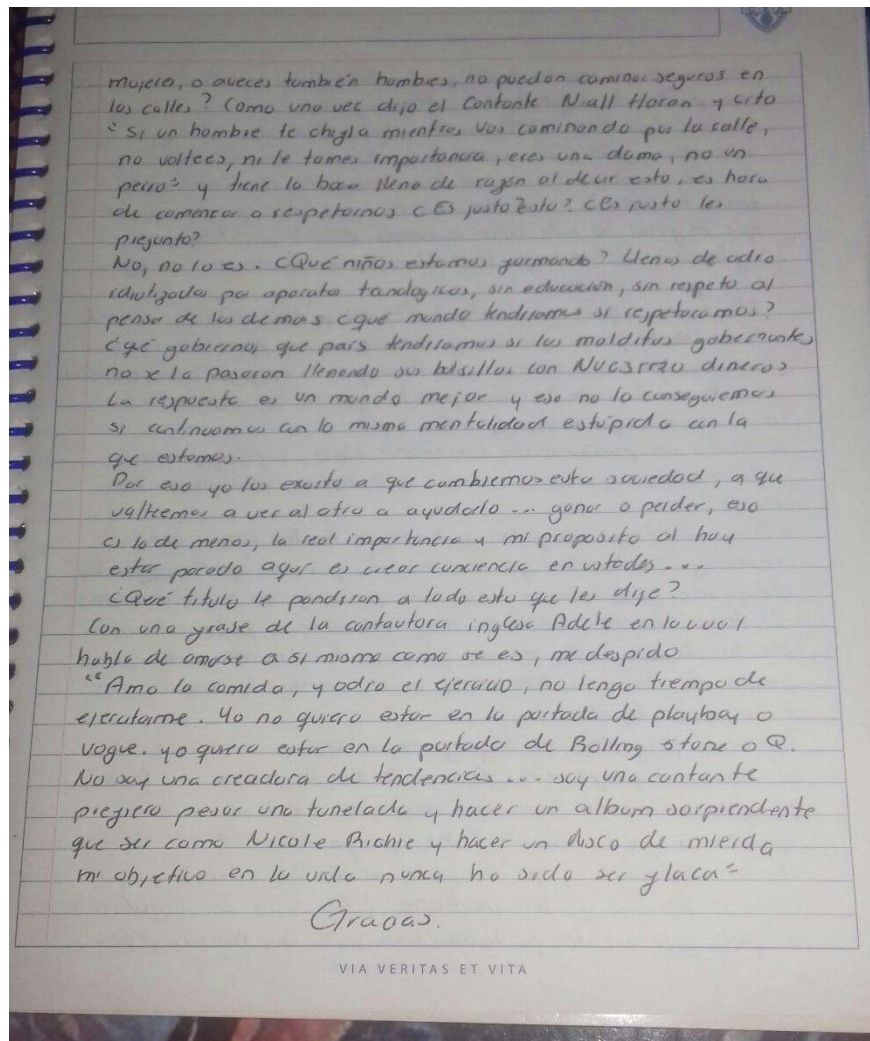 mujeres, o aveces tambien hombres, no puedan caminar seguros en
las calles? Como una vez dijo el Cantante Niall Horan y cito
"Si un hombre te chifla mientras vas caminando por la calle,
no voltees, ni le tomes importancia, eres una dama, no un
perro" y tiene la boca llena de razón al decir esto, es hora
de comenzar a respetarnos ¿Es justo esto? ¿Es justo les
pregunto?
No, no lo es. ¿Qué niños estamos formando? Llenos de odio
idiotizados por aparatos tanologicos, sin educación, sin respeto al
pensar de los demas ¿qué mundo tendriamos si respetaramos?
¿qué gobierno, que país tendriamos si los malditos gobernantes
no se la pasaran llenando sus bolsillos con NUESTRO dinero?
La respuesta es un mundo mejor y eso no lo conseguiremos
si continuamos con la misma mentalidad estúpida con la
que estamos.
Por eso yo los exorto a que cambiemos esta sociedad, a que
volteemos a ver al otro a ayudarlo ... ganar o perder, eso
es lo de menos, la real importancia y mi proposito al hoy
estar parado aqui es crear conciencia en ustedes...
¿Qué titulo le pondrian a todo esto que les dije?
Con una frase de la cantautora inglesa Adele en la cual
habla de amarse a si mismo como se es, me despido
"Amo la comida, y odio el ejercicio, no tengo tiempo de
ejercitarme. Yo no quiero estar en la portada de playboy o
vogue. yo quiero estar en la portada de Rolling stone o Q.
No soy una creadora de tendencias ... soy una cantante
prefiero pesar una tonelada y hacer un album sorprendente
que ser como Nicole Richie y hacer un disco de mierda
mi objetivo en la vida nunca ha sido ser flaca"
Gracias.
VIA VERITAS ET VITA